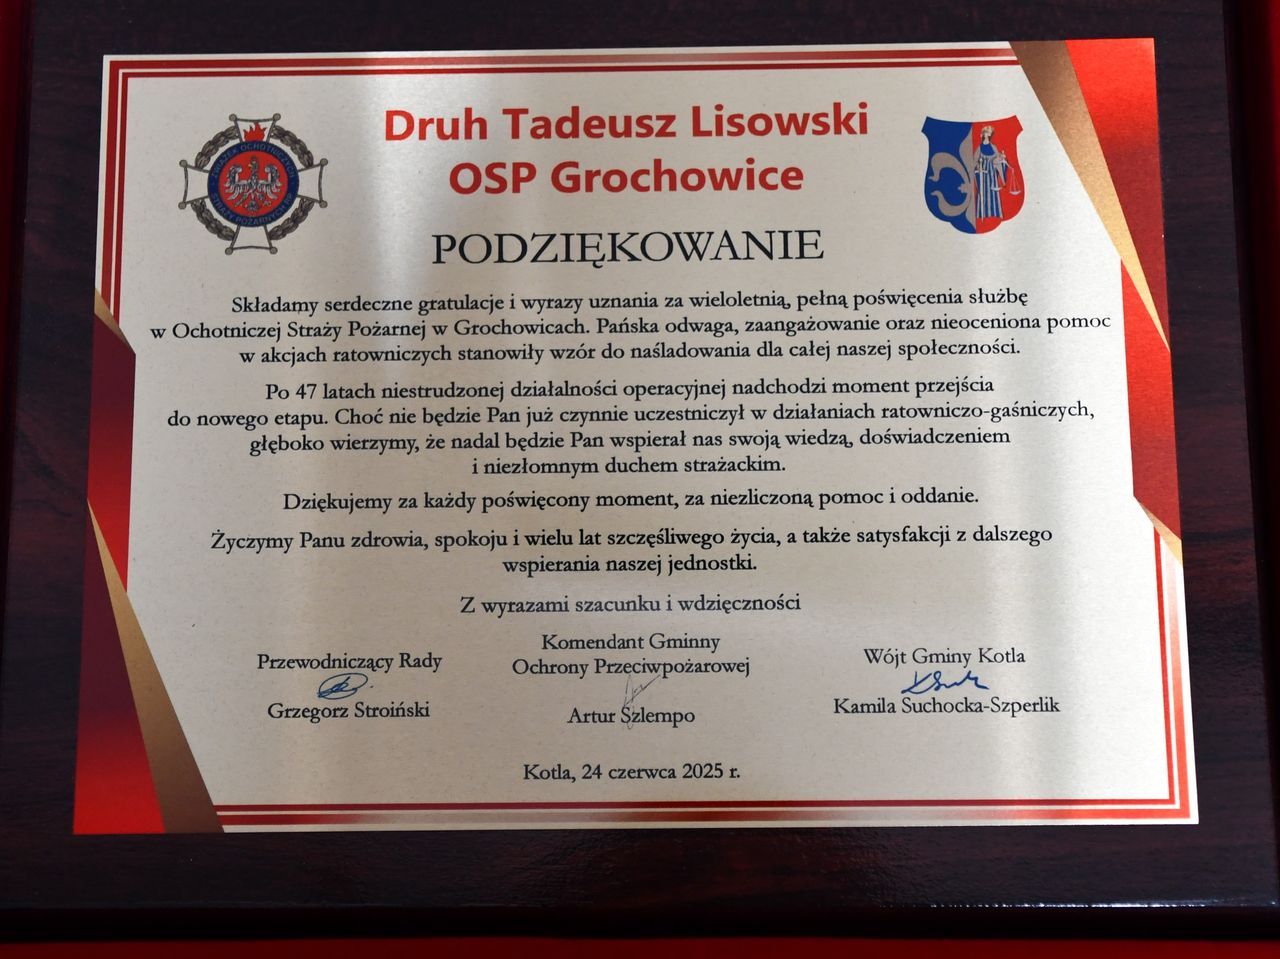 Druh Tadeusz Lisowski
OSP Grochowice
ZWIĄZEK OCHOTNICZYCH
STRAŻY POŻARNYCH RP
PODZIĘKOWANIE
Składamy serdeczne gratulacje i wyrazy uznania za wieloletnią, pełną poświęcenia służbę
w Ochotniczej Straży Pożarnej w Grochowicach. Pańska odwaga, zaangażowanie oraz nieoceniona pomoc
w akcjach ratowniczych stanowiły wzór do naśladowania dla całej naszej społeczności.
Po 47 latach niestrudzonej działalności operacyjnej nadchodzi moment przejścia
do nowego etapu. Choć nie będzie Pan już czynnie uczestniczył w działaniach ratowniczo-gaśniczych,
głęboko wierzymy, że nadal będzie Pan wspierał nas swoją wiedzą, doświadczeniem
i niezłomnym duchem strażackim.
Dziękujemy za każdy poświęcony moment, za niezliczoną pomoc i oddanie.
Życzymy Panu zdrowia, spokoju i wielu lat szczęśliwego życia, a także satysfakcji z dalszego
wspierania naszej jednostki.
Z wyrazami szacunku i wdzięczności
Przewodniczący Rady
Grzegorz Stroiński
Komendant Gminny
Ochrony Przeciwpożarowej
Artur Szlempo
Wójt Gminy Kotla
Kamila Suchocka-Szperlik
Kotla, 24 czerwca 2025 r.